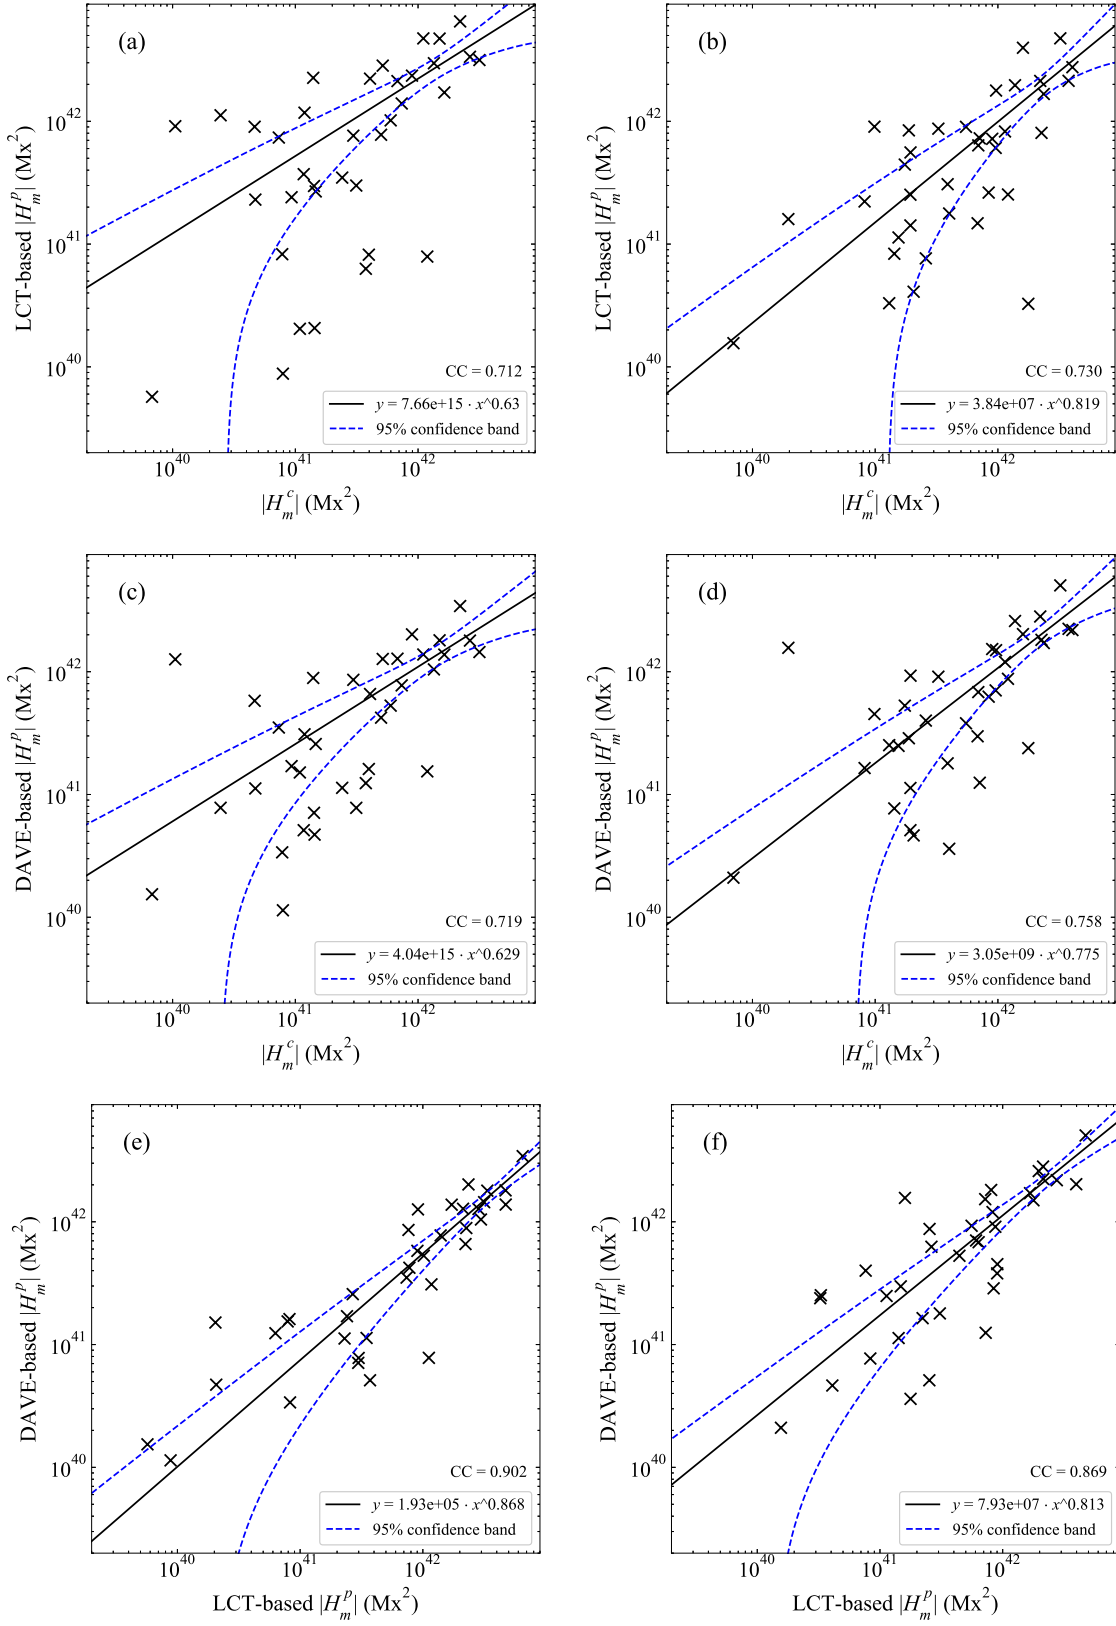 (a)
LCT-based |H_m^p| (Mx^2)
10^42
10^41
10^40
CC = 0.712
y = 7.66e+15 · x^0.63
95% confidence band
10^40 10^41 10^42
|H_m^c| (Mx^2)
(b)
LCT-based |H_m^p| (Mx^2)
10^42
10^41
10^40
CC = 0.730
y = 3.84e+07 · x^0.819
95% confidence band
10^40 10^41 10^42
|H_m^c| (Mx^2)
(c)
DAVE-based |H_m^p| (Mx^2)
10^42
10^41
10^40
CC = 0.719
y = 4.04e+15 · x^0.629
95% confidence band
10^40 10^41 10^42
|H_m^c| (Mx^2)
(d)
DAVE-based |H_m^p| (Mx^2)
10^42
10^41
10^40
CC = 0.758
y = 3.05e+09 · x^0.775
95% confidence band
10^40 10^41 10^42
|H_m^c| (Mx^2)
(e)
DAVE-based |H_m^p| (Mx^2)
10^42
10^41
10^40
CC = 0.902
y = 1.93e+05 · x^0.868
95% confidence band
10^40 10^41 10^42
LCT-based |H_m^p| (Mx^2)
(f)
DAVE-based |H_m^p| (Mx^2)
10^42
10^41
10^40
CC = 0.869
y = 7.93e+07 · x^0.813
95% confidence band
10^40 10^41 10^42
LCT-based |H_m^p| (Mx^2)